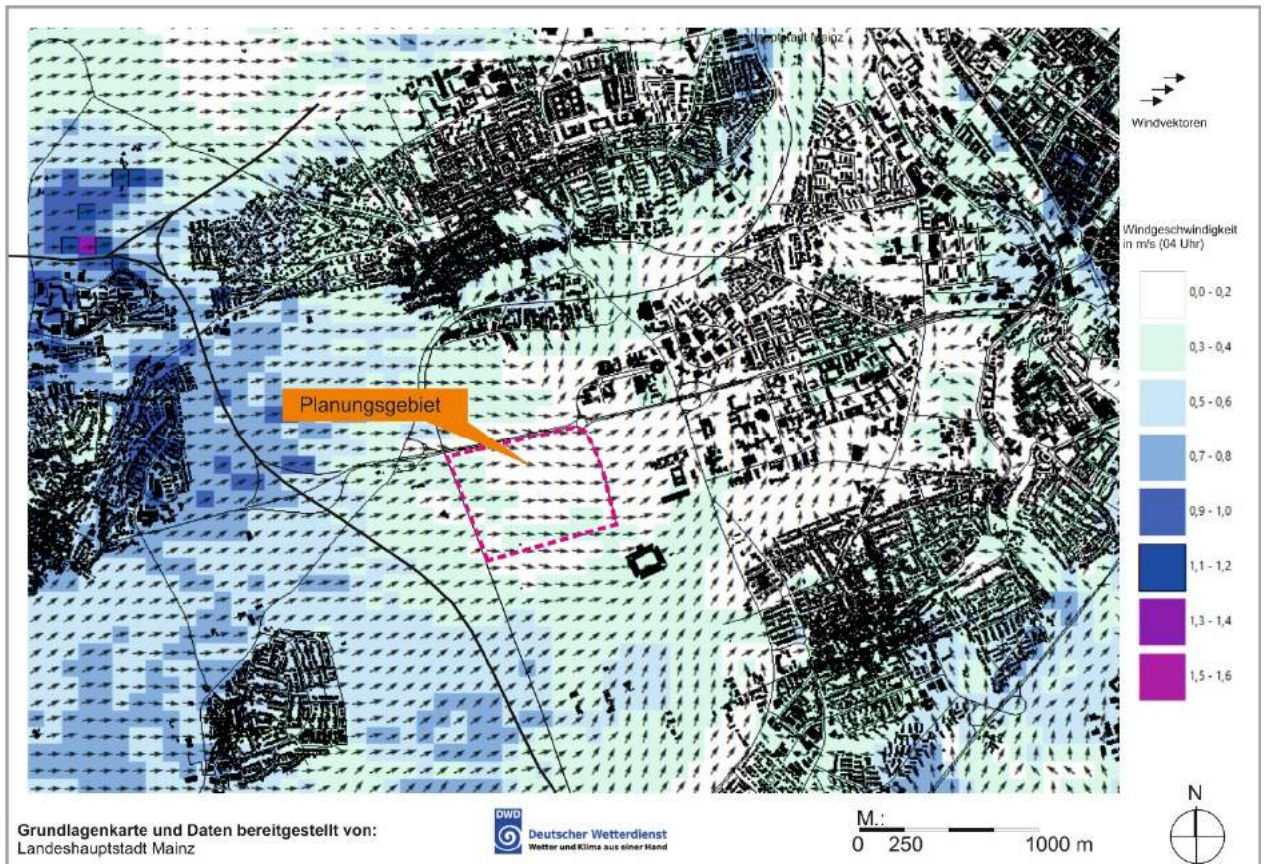 Landeshauptstadt Mainz
Windvektoren
Windgeschwindigkeit
in m/s (04 Uhr)
0,0 - 0,2
0,3 - 0,4
0,5 - 0,6
0,7 - 0,8
0,9 - 1,0
1,1 - 1,2
1,3 - 1,4
1,5 - 1,6
Planungsgebiet
Grundlagenkarte und Daten bereitgestellt von:
Landeshauptstadt Mainz
DWD
Deutscher Wetterdienst
Wetter und Klima aus einer Hand
M.:
0 250 1000 m
N